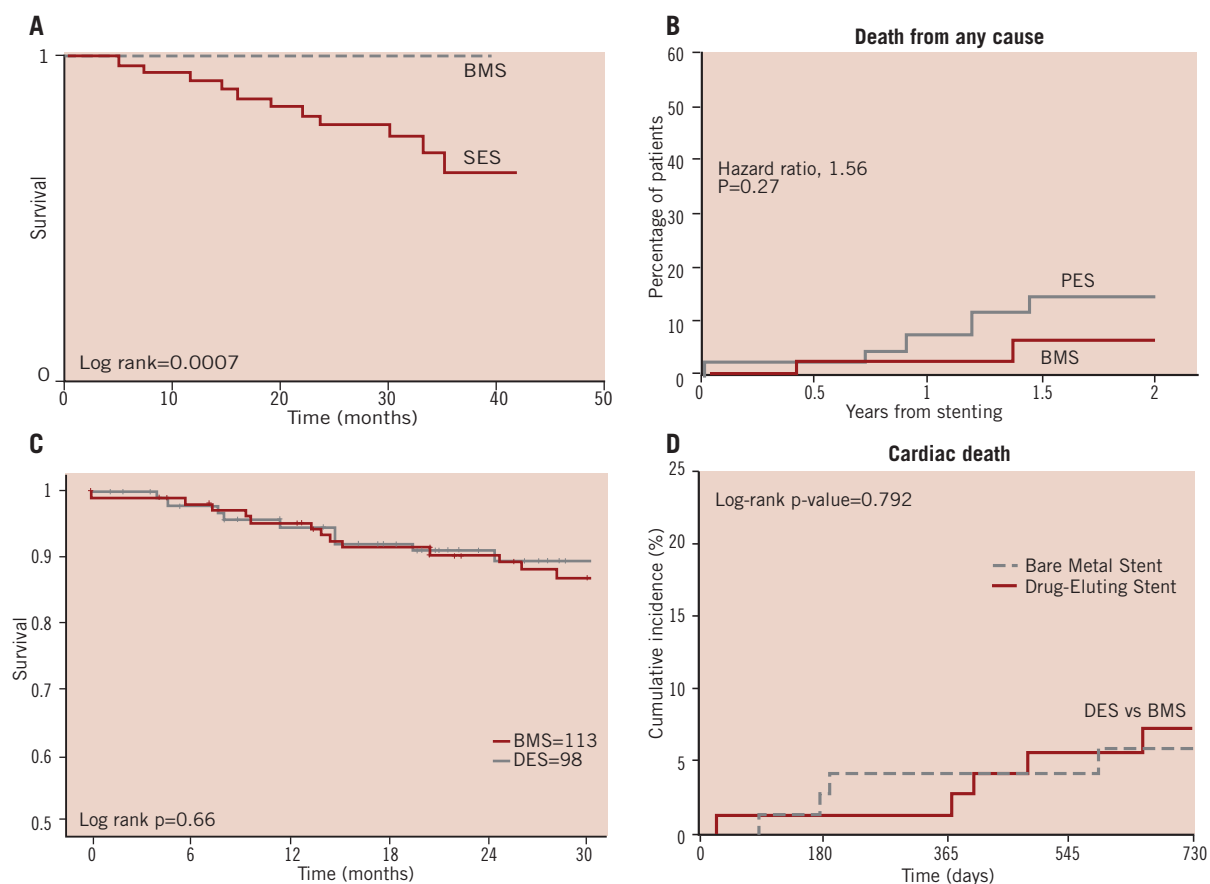 A
1
BMS
SES
Survival
Log rank=0.0007
0
0 10 20 30 40 50
Time (months)
B
Death from any cause
60
50
40
30
20
10
0
Percentage of patients
Hazard ratio, 1.56
P=0.27
PES
BMS
0 0.5 1 1.5 2
Years from stenting
C
1
0.9
0.8
0.7
0.6
0.5
Survival
BMS=113
DES=98
Log rank p=0.66
0 6 12 18 24 30
Time (months)
D
Cardiac death
25
20
15
10
5
0
Cumulative incidence (%)
Log-rank p-value=0.792
Bare Metal Stent
Drug-Eluting Stent
DES vs BMS
0 180 365 545 730
Time (days)